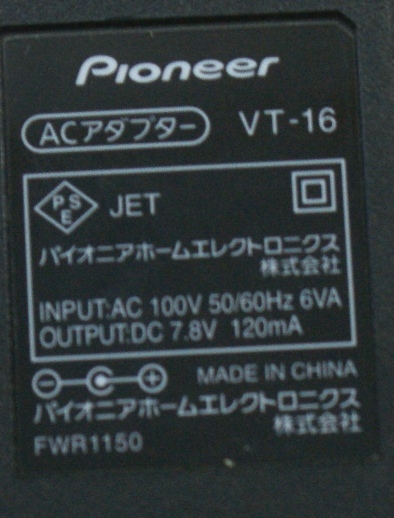 Pioneer
ACアダプター VT-16
PSE JET
パイオニアホームエレクトロニクス
株式会社
INPUT:AC 100V 50/60Hz 6VA
OUTPUT:DC 7.8V 120mA
MADE IN CHINA
パイオニアホームエレクトロニクス
株式会社
FWR1150